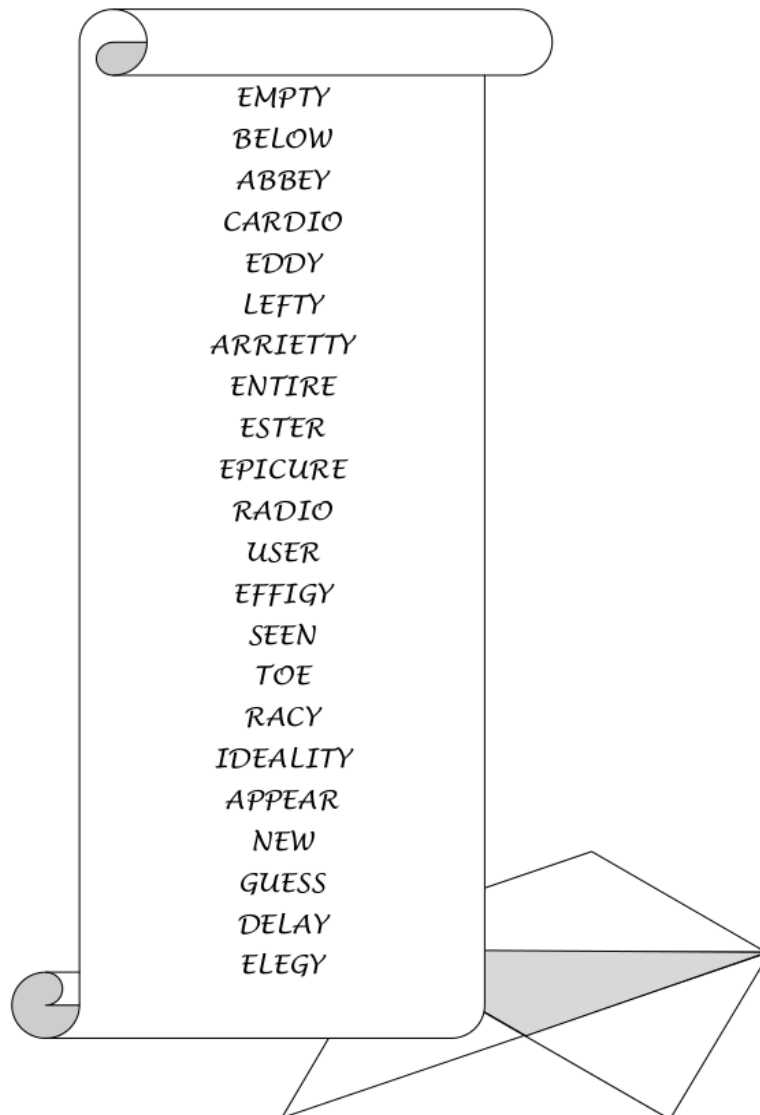 EMPTY
BELOW
ABBEY
CARDIO
EDDY
LEFTY
ARRIETTY
ENTIRE
ESTER
EPICURE
RADIO
USER
EFFIGY
SEEN
TOE
RACY
IDEALITY
APPEAR
NEW
GUESS
DELAY
ELEGY